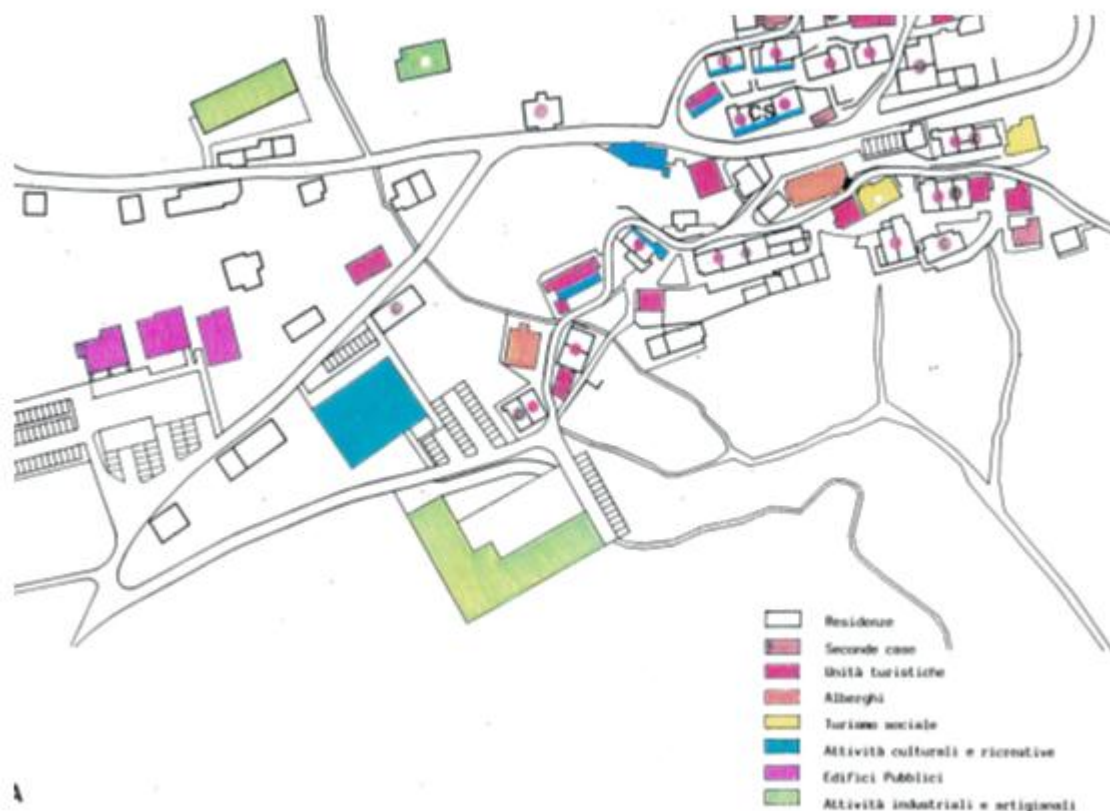 CS
Residenze
Seconde case
Unità turistiche
Alberghi
Turismo sociale
Attività culturali e ricreative
Edifici Pubblici
Attività industriali e artigianali